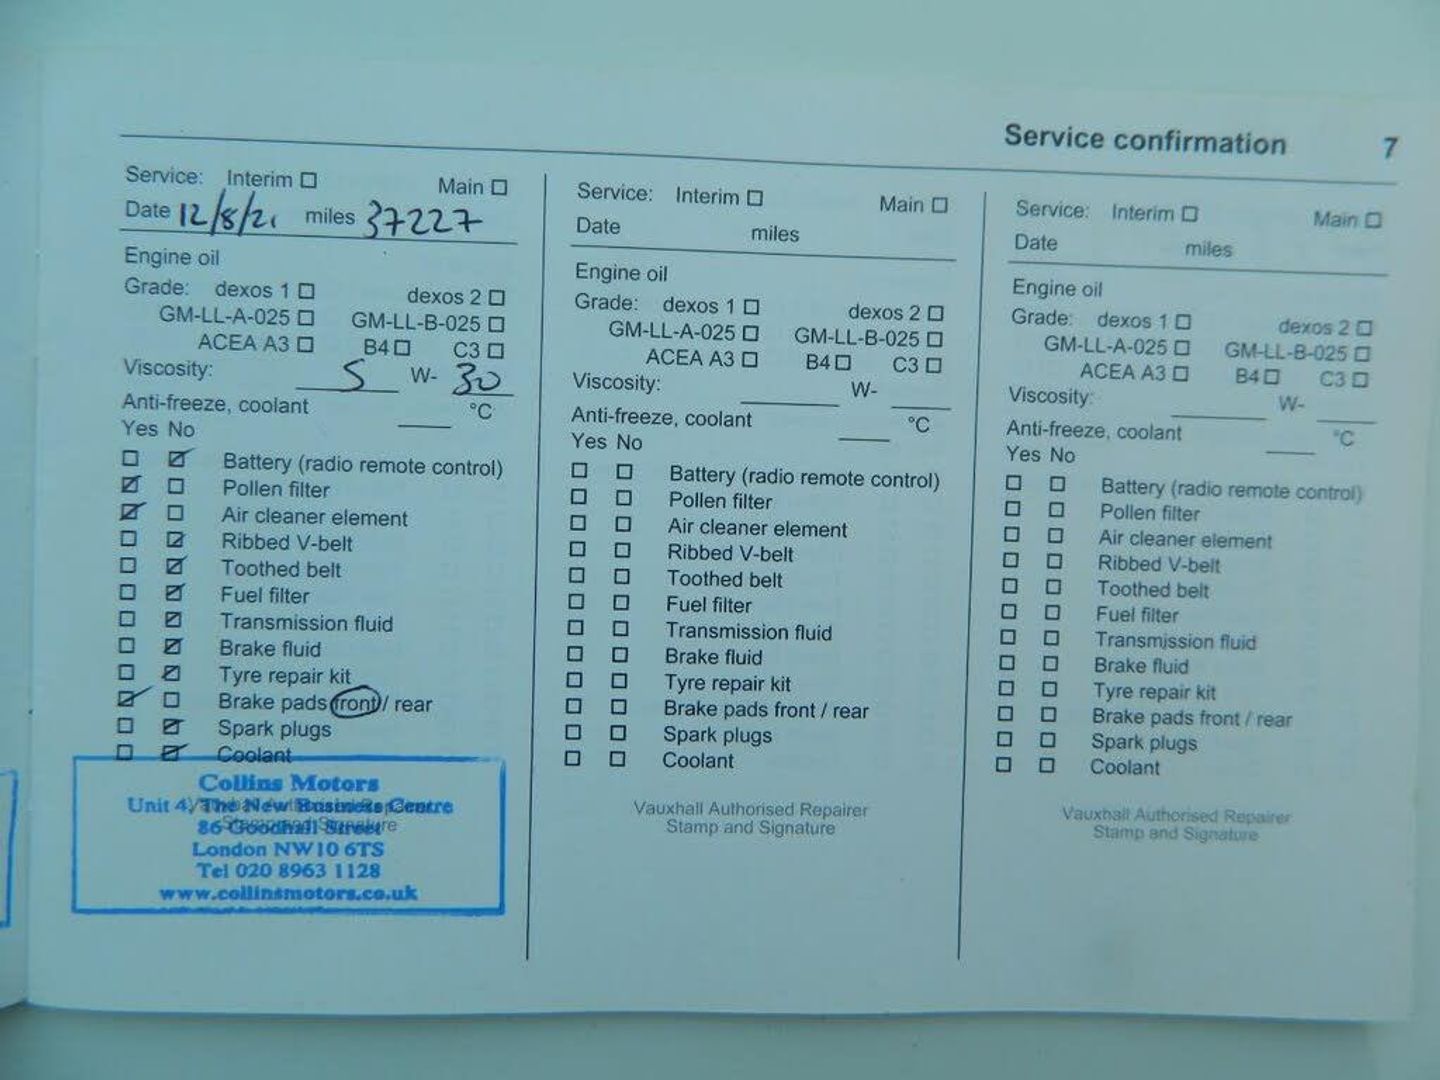 Service confirmation 7
Service: Interim ☐ Main ☐
Date 12/8/21 miles 37227
Engine oil
Grade: dexos 1 ☐ dexos 2 ☐
GM-LL-A-025 ☐ GM-LL-B-025 ☐
ACEA A3 ☐ B4 ☐ C3 ☐
Viscosity: 5 W- 30
Anti-freeze, coolant °C
Yes No
☐ ☑ Battery (radio remote control)
☑ ☐ Pollen filter
☑ ☐ Air cleaner element
☐ ☑ Ribbed V-belt
☐ ☑ Toothed belt
☐ ☑ Fuel filter
☐ ☑ Transmission fluid
☐ ☑ Brake fluid
☐ ☑ Tyre repair kit
☑ ☐ Brake pads front / rear
☐ ☑ Spark plugs
☐ ☑ Coolant
Collins Motors
Unit 4, The New Business Centre
86 Goodhall Street
London NW10 6TS
Tel 020 8963 1128
www.collinsmotors.co.uk
Service: Interim ☐ Main ☐
Date miles
Engine oil
Grade: dexos 1 ☐ dexos 2 ☐
GM-LL-A-025 ☐ GM-LL-B-025 ☐
ACEA A3 ☐ B4 ☐ C3 ☐
Viscosity: W-
Anti-freeze, coolant °C
Yes No
☐ ☐ Battery (radio remote control)
☐ ☐ Pollen filter
☐ ☐ Air cleaner element
☐ ☐ Ribbed V-belt
☐ ☐ Toothed belt
☐ ☐ Fuel filter
☐ ☐ Transmission fluid
☐ ☐ Brake fluid
☐ ☐ Tyre repair kit
☐ ☐ Brake pads front / rear
☐ ☐ Spark plugs
☐ ☐ Coolant
Vauxhall Authorised Repairer
Stamp and Signature
Service: Interim ☐ Main ☐
Date miles
Engine oil
Grade: dexos 1 ☐ dexos 2 ☐
GM-LL-A-025 ☐ GM-LL-B-025 ☐
ACEA A3 ☐ B4 ☐ C3 ☐
Viscosity: W-
Anti-freeze, coolant °C
Yes No
☐ ☐ Battery (radio remote control)
☐ ☐ Pollen filter
☐ ☐ Air cleaner element
☐ ☐ Ribbed V-belt
☐ ☐ Toothed belt
☐ ☐ Fuel filter
☐ ☐ Transmission fluid
☐ ☐ Brake fluid
☐ ☐ Tyre repair kit
☐ ☐ Brake pads front / rear
☐ ☐ Spark plugs
☐ ☐ Coolant
Vauxhall Authorised Repairer
Stamp and Signature